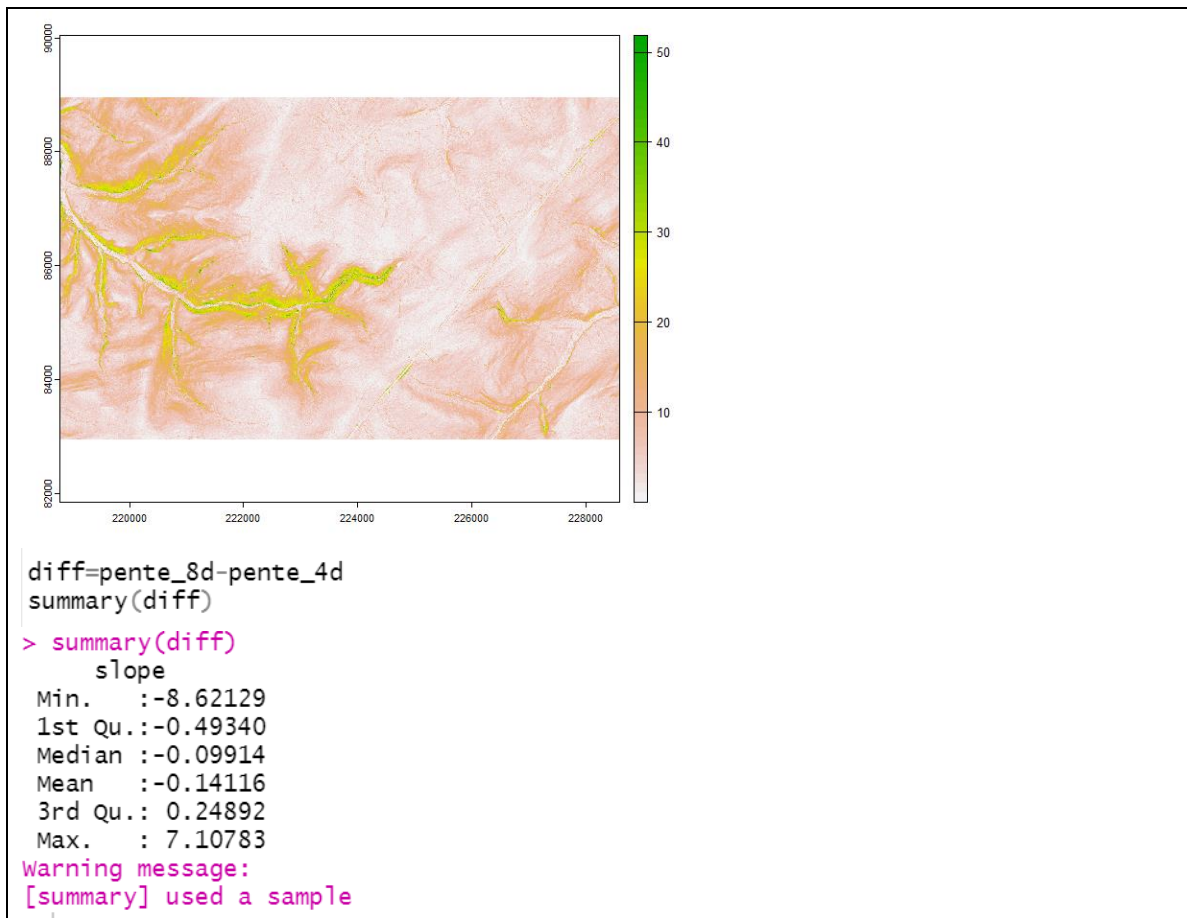 90000
88000
86000
84000
82000
220000 222000 224000 226000 228000
50
40
30
20
10
diff=pente_8d-pente_4d
summary(diff)
> summary(diff)
slope
Min. :-8.62129
1st Qu.:-0.49340
Median :-0.09914
Mean :-0.14116
3rd Qu.: 0.24892
Max. : 7.10783
Warning message:
[summary] used a sample